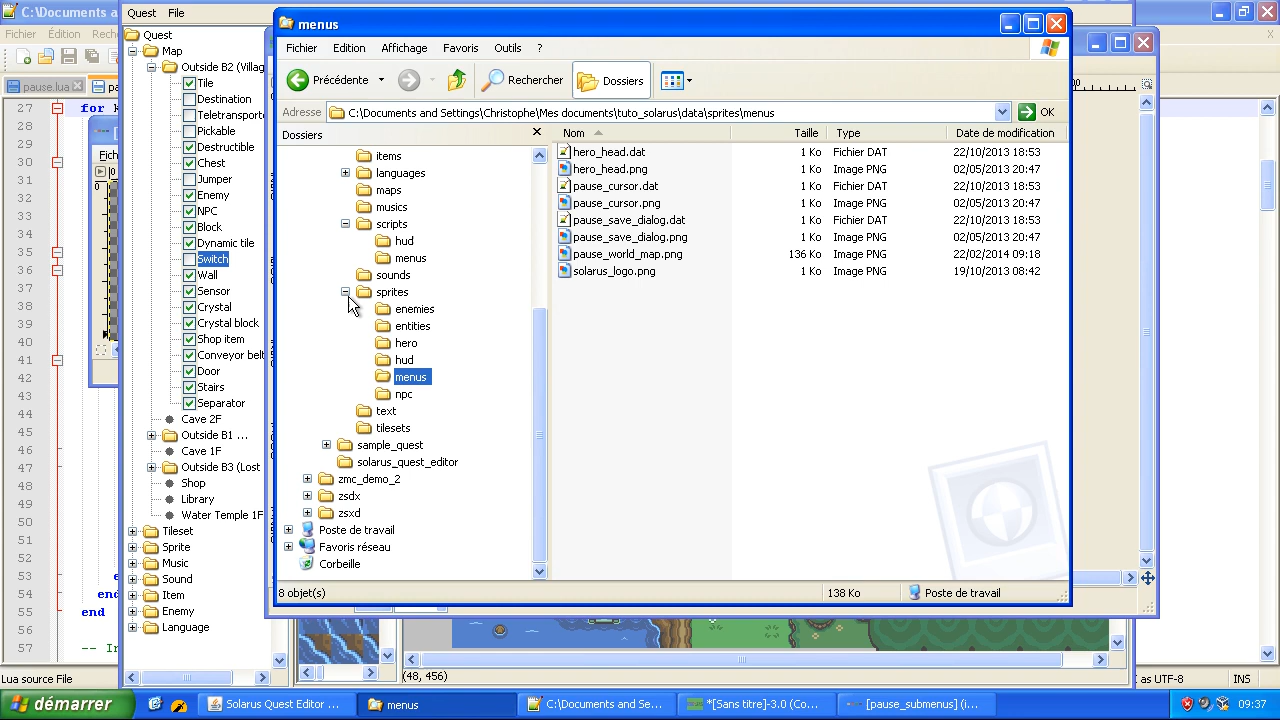 C:\Documents a
Quest File
menus
Fichier Édition Rech
Quest
Map
Outside B2 (Villag
Tile
Destination
Teletransport
Pickable
Destructible
Chest
Jumper
Enemy
NPC
Block
Dynamic tile
Switch
Wall
Sensor
Crystal
Crystal block
Shop item
Conveyor belt
Door
Stairs
Separator
Cave 2F
Outside B1 ...
Cave 1F
Outside B3 (Lost
Shop
Library
Water Temple 1F
Tileset
Sprite
Music
Sound
Item
Enemy
Language
Fichier Edition Affichage Favoris Outils ?
Précédente Rechercher Dossiers
Adresse C:\Documents and Settings\Christophe\Mes documents\tuto_solarus\data\sprites\menus OK
Dossiers
items
languages
maps
musics
scripts
hud
menus
sounds
sprites
enemies
entities
hero
hud
menus
npc
text
tilesets
sample_quest
solarus_quest_editor
zmc_demo_2
zsdx
zsxd
Poste de travail
Favoris réseau
Corbeille
Nom Taille Type Date de modification
hero_head.dat 1 Ko Fichier DAT 22/10/2013 18:53
hero_head.png 1 Ko Image PNG 02/05/2013 20:47
pause_cursor.dat 1 Ko Fichier DAT 22/10/2013 18:53
pause_cursor.png 1 Ko Image PNG 02/05/2013 20:47
pause_save_dialog.dat 1 Ko Fichier DAT 22/10/2013 18:53
pause_save_dialog.png 1 Ko Image PNG 02/05/2013 20:47
pause_world_map.png 136 Ko Image PNG 22/02/2014 09:18
solarus_logo.png 1 Ko Image PNG 19/10/2013 08:42
8 objet(s) 138 Ko Poste de travail
pause.lua pa
27 for
28
29
30
31
32
33
34
35
36
37
38
39
40
41
42
43
44
45
46
47
48
49
50
51
52
53 e
54 end
55 end
56
57 -- Ir
Fich
0
Lua source File (48, 456) as UTF-8 INS
démarrer Solarus Quest Editor ... menus C:\Documents and Se... *[Sans titre]-3.0 (Co... [pause_submenus] (i... 09:37